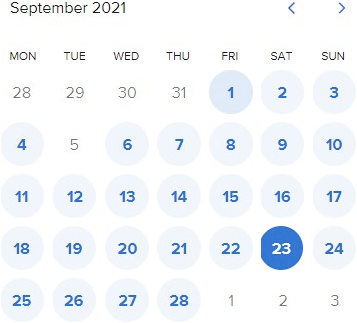 September 2021
MON TUE WED THU FRI SAT SUN
28 29 30 31 1 2 3
4 5 6 7 8 9 10
11 12 13 14 15 16 17
18 19 20 21 22 23 24
25 26 27 28 1 2 3